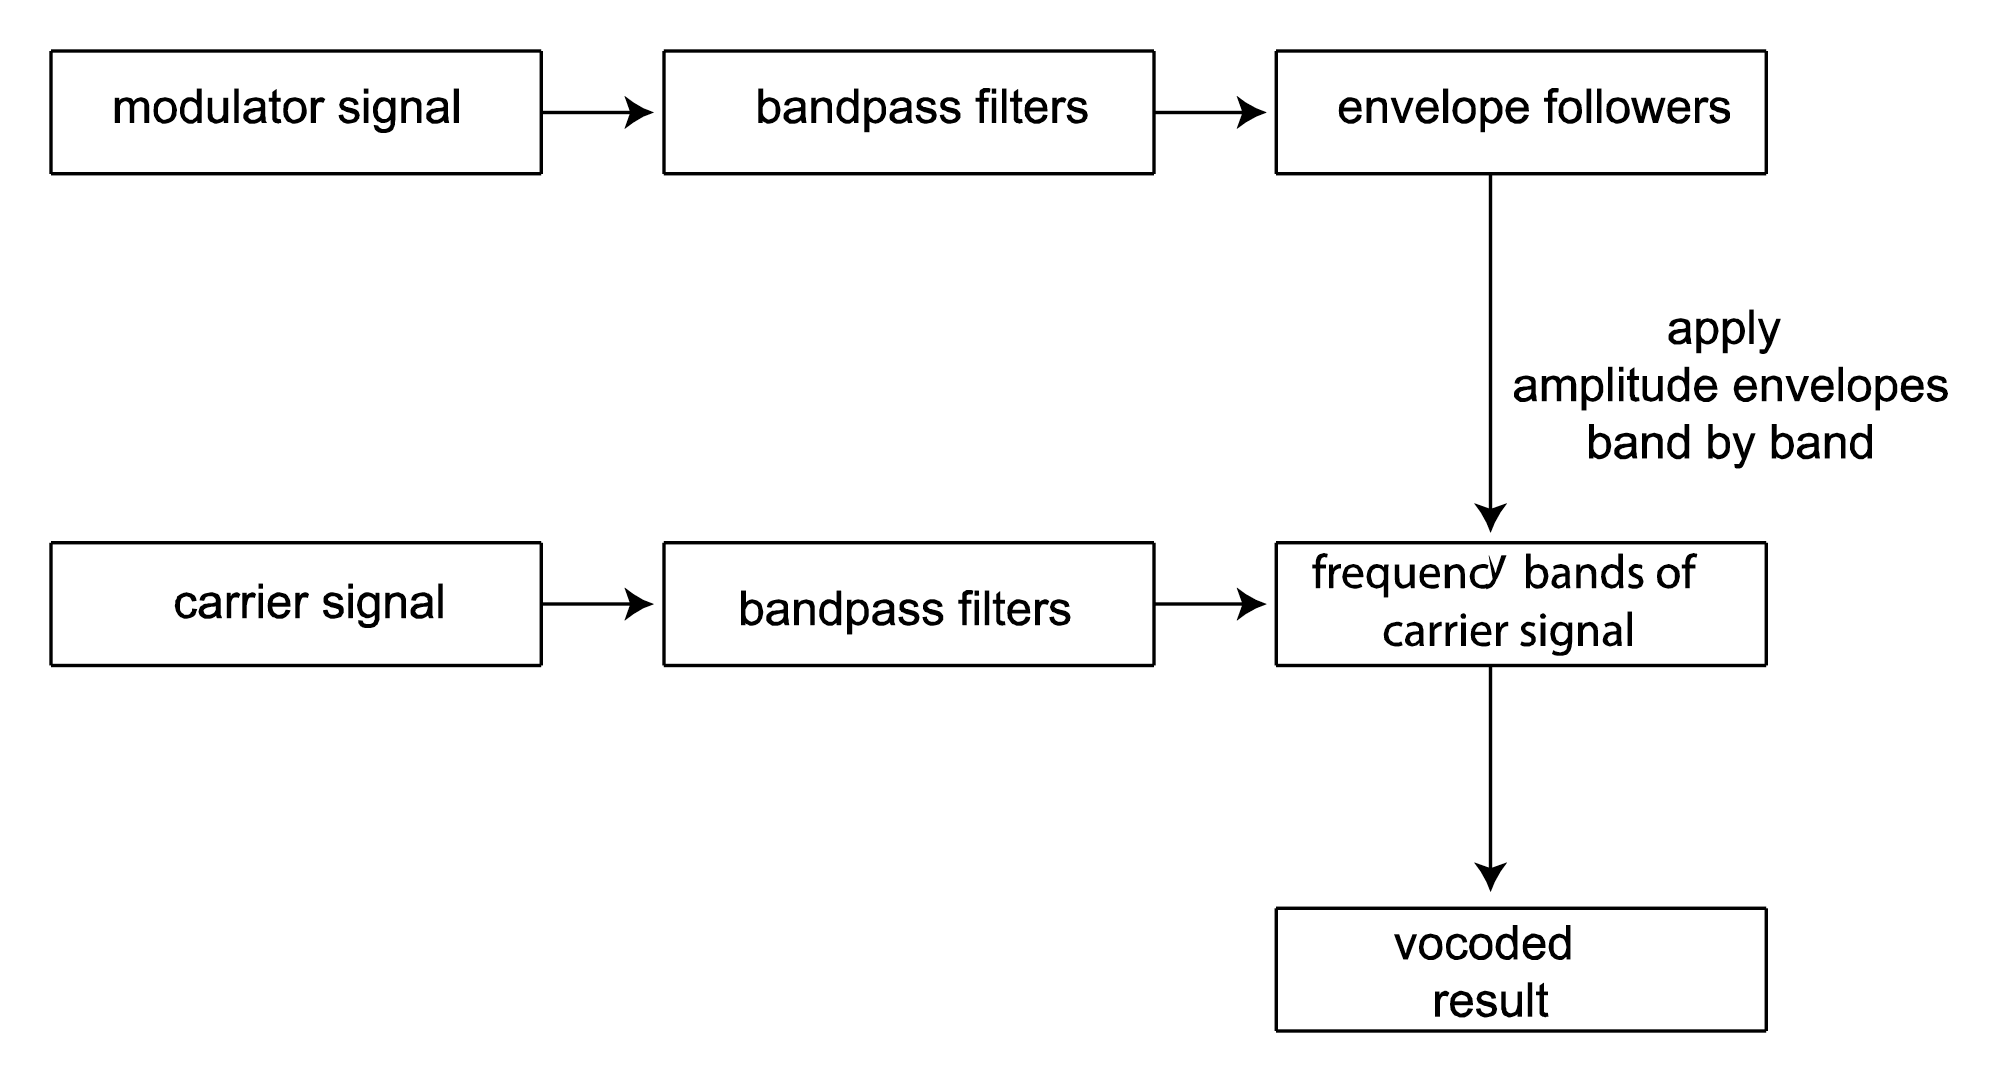 modulator signal
bandpass filters
envelope followers
apply
amplitude envelopes
band by band
carrier signal
bandpass filters
frequency bands of
carrier signal
vocoded
result